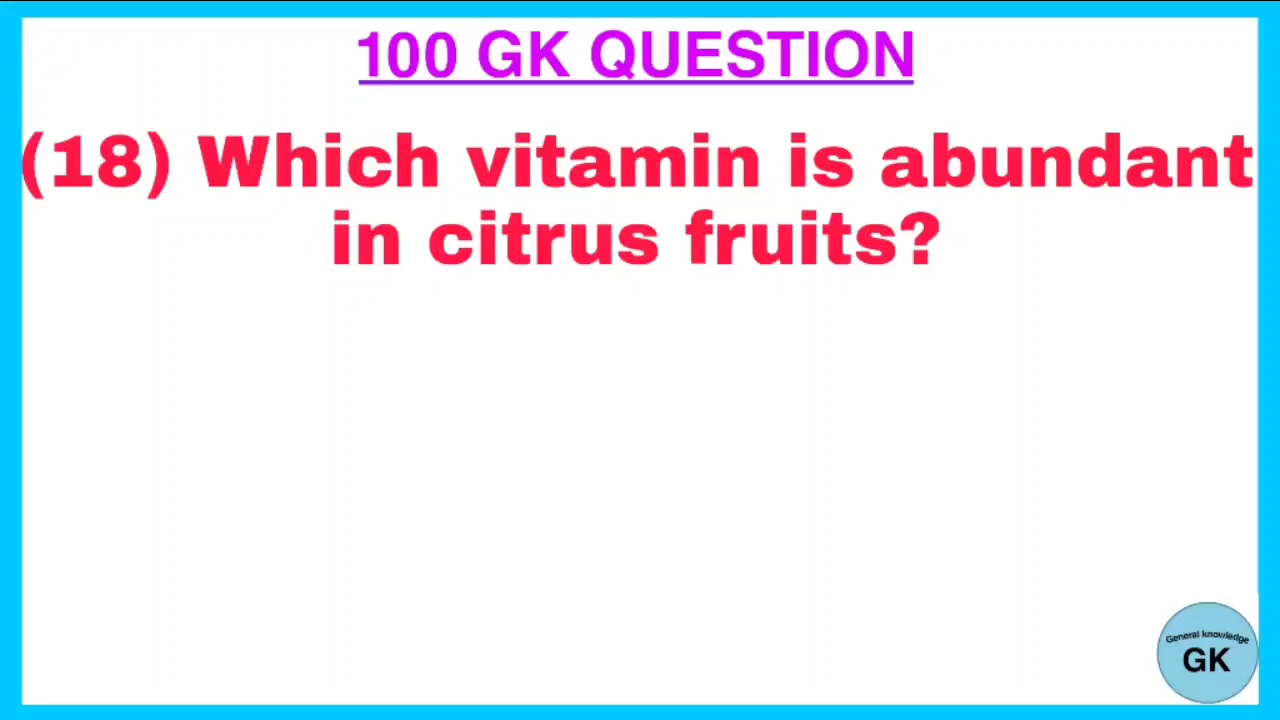 100 GK QUESTION
(18) Which vitamin is abundant
in citrus fruits?
General knowledge
GK